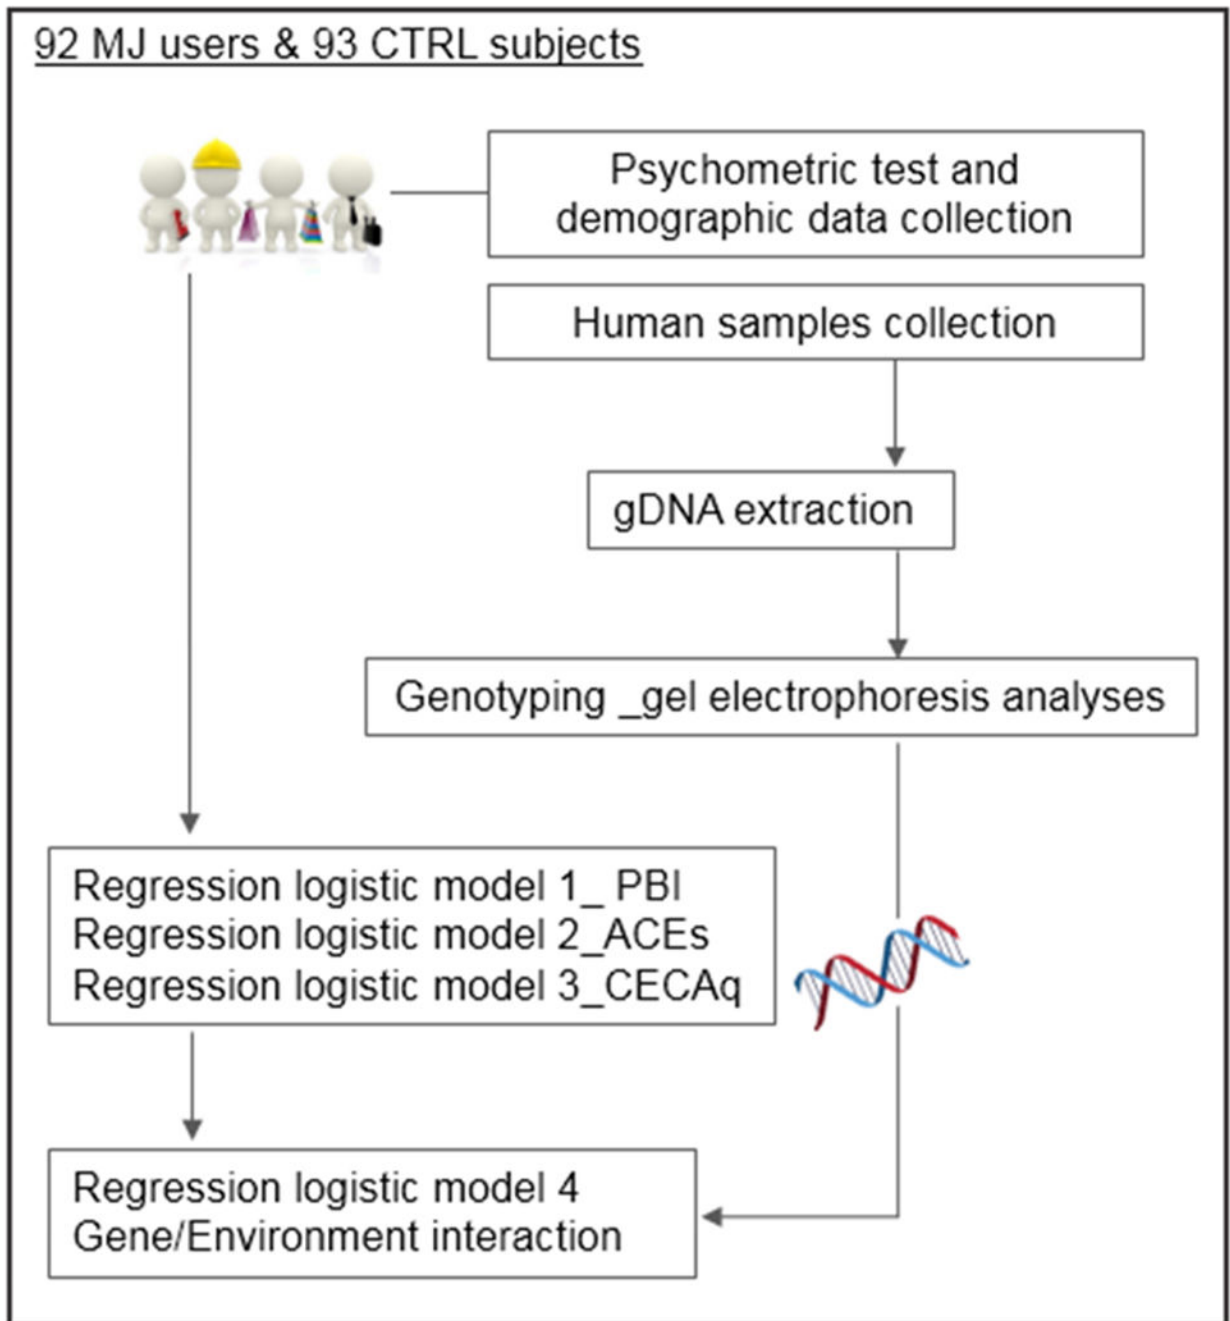 92 MJ users & 93 CTRL subjects
Psychometric test and
demographic data collection
Human samples collection
gDNA extraction
Genotyping _gel electrophoresis analyses
Regression logistic model 1_ PBI
Regression logistic model 2_ACEs
Regression logistic model 3_CECAq
Regression logistic model 4
Gene/Environment interaction